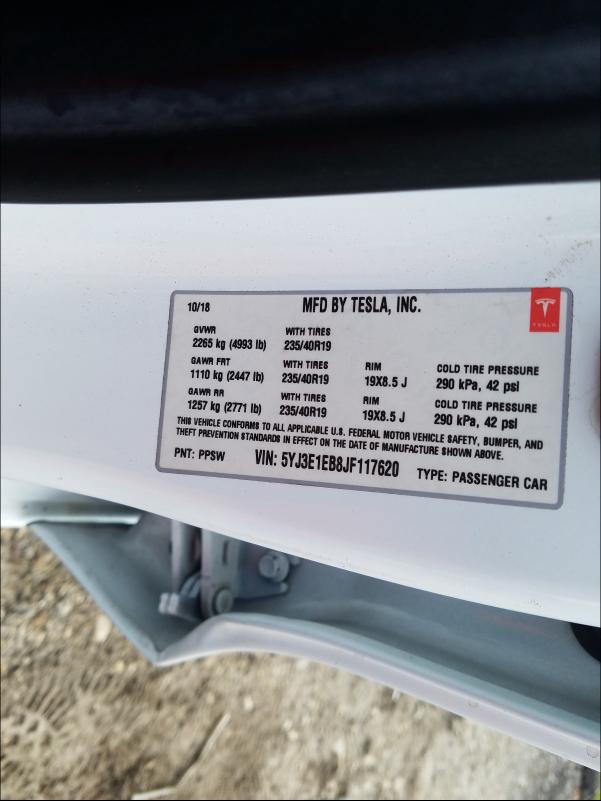 10/18
MFD BY TESLA, INC.
TESLA
GVWR
WITH TIRES
2265 kg (4993 lb)
235/40R19
GAWR FRT
WITH TIRES
RIM
COLD TIRE PRESSURE
1110 kg (2447 lb)
235/40R19
19X8.5 J
290 kPa, 42 psi
GAWR RR
WITH TIRES
RIM
COLD TIRE PRESSURE
1257 kg (2771 lb)
235/40R19
19X8.5 J
290 kPa, 42 psi
THIS VEHICLE CONFORMS TO ALL APPLICABLE U.S. FEDERAL MOTOR VEHICLE SAFETY, BUMPER, AND
THEFT PREVENTION STANDARDS IN EFFECT ON THE DATE OF MANUFACTURE SHOWN ABOVE.
PNT: PPSW
VIN: 5YJ3E1EB8JF117620
TYPE: PASSENGER CAR